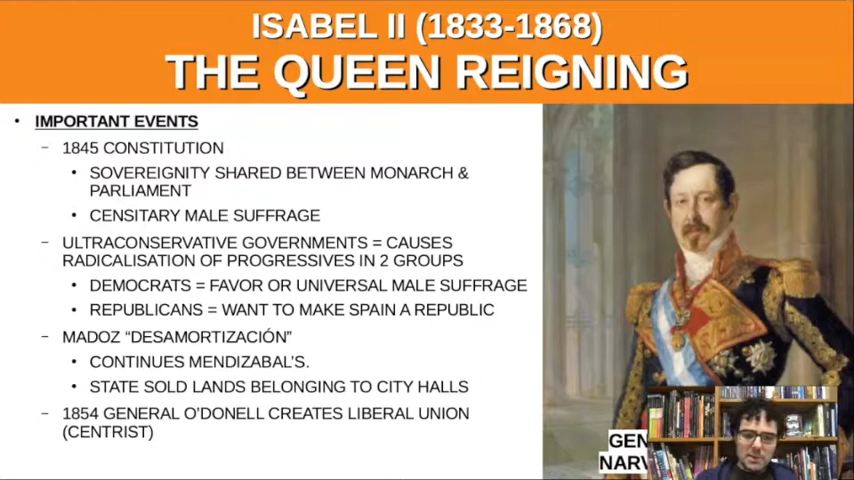 ISABEL II (1833-1868)
THE QUEEN REIGNING
• IMPORTANT EVENTS
– 1845 CONSTITUTION
• SOVEREIGNITY SHARED BETWEEN MONARCH &
PARLIAMENT
• CENSITARY MALE SUFFRAGE
– ULTRACONSERVATIVE GOVERNMENTS = CAUSES
RADICALISATION OF PROGRESSIVES IN 2 GROUPS
• DEMOCRATS = FAVOR OR UNIVERSAL MALE SUFFRAGE
• REPUBLICANS = WANT TO MAKE SPAIN A REPUBLIC
– MADOZ “DESAMORTIZACIÓN”
• CONTINUES MENDIZABAL'S.
• STATE SOLD LANDS BELONGING TO CITY HALLS
– 1854 GENERAL O'DONELL CREATES LIBERAL UNION
(CENTRIST)
GEN
NARV